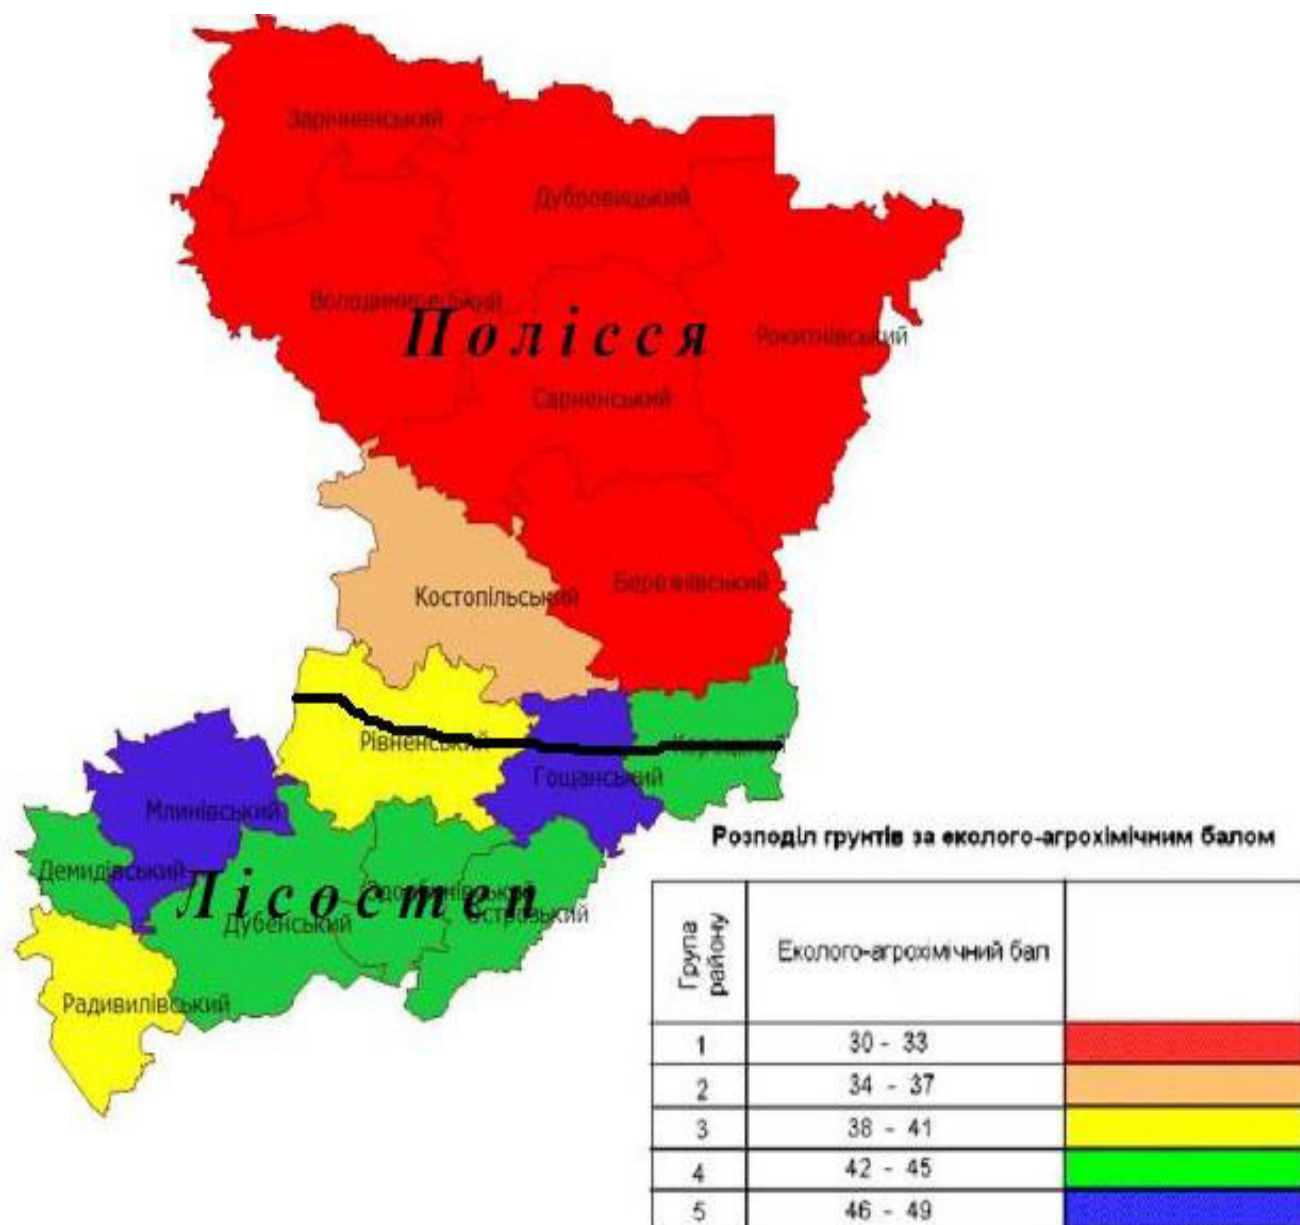 Зарічненський
Дубровицький
Володимирецький
Полісся
Рокитнівський
Сарненський
Березнівський
Костопільський
Рівненський
Корецький
Гощанський
Млинівський
Демидівський
Лісостеп
Здолбунівський
Острозький
Дубенський
Радивилівський
Розподіл грунтів за еколого-агрохімічним балом
Група району
Еколого-агрохімічний бал
1 30 - 33
2 34 - 37
3 38 - 41
4 42 - 45
5 46 - 49